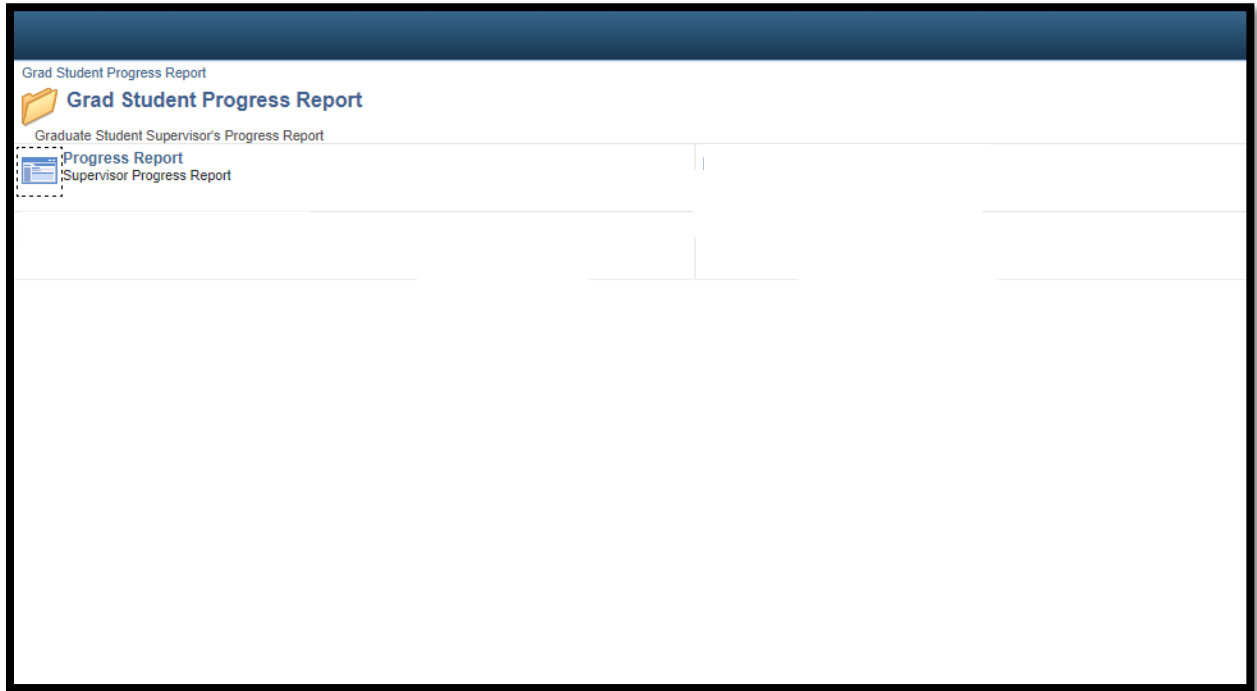 Grad Student Progress Report
Grad Student Progress Report
Graduate Student Supervisor's Progress Report
Progress Report
Supervisor Progress Report